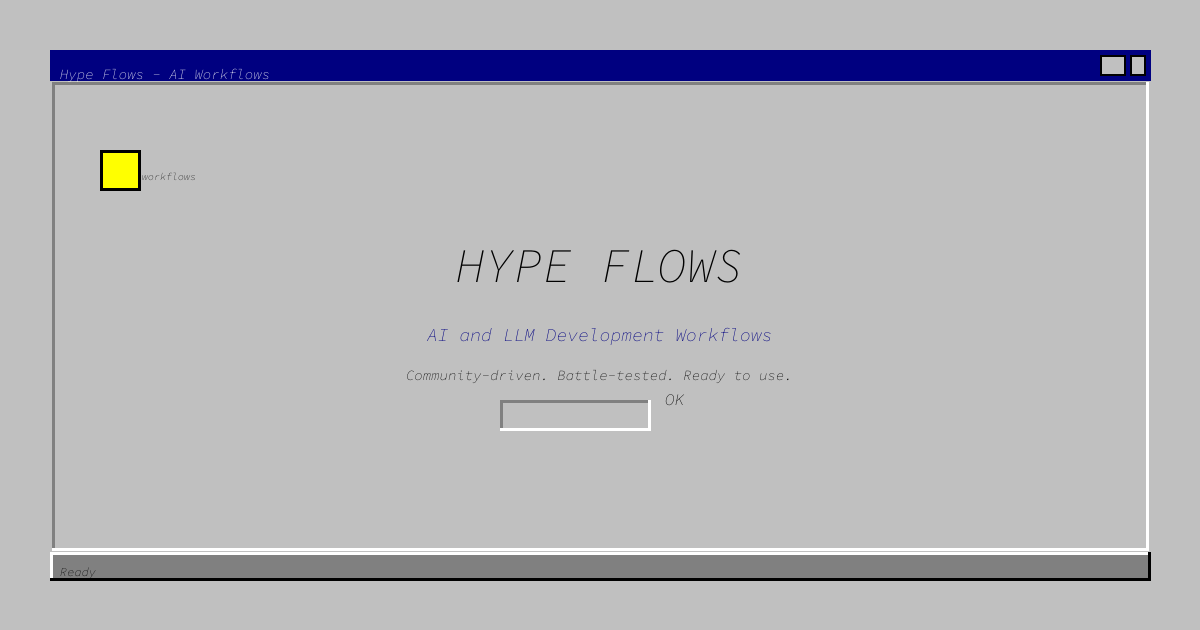 Hype Flows - AI Workflows
workflows
HYPE FLOWS
AI and LLM Development Workflows
Community-driven. Battle-tested. Ready to use.
OK
Ready